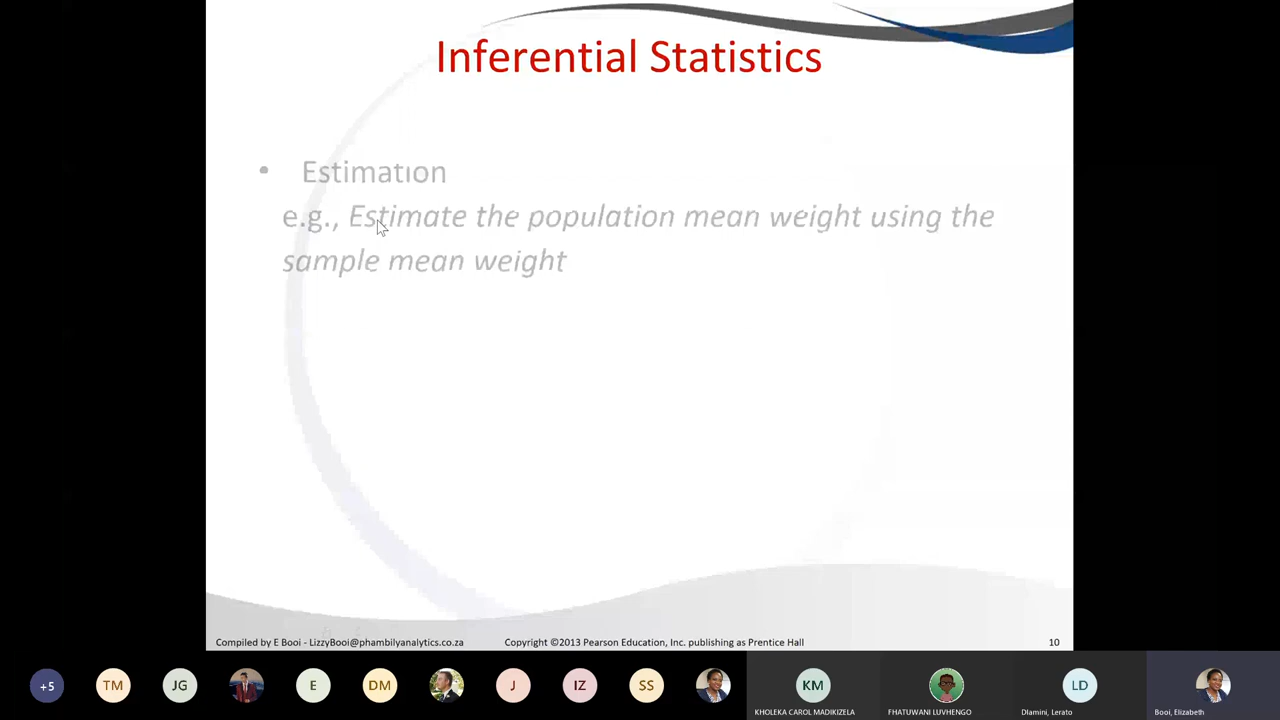 Inferential Statistics
• Estimation
e.g., Estimate the population mean weight using the
sample mean weight
Compiled by E Booi - LizzyBooi@phambilyanalytics.co.za
Copyright ©2013 Pearson Education, Inc. publishing as Prentice Hall
10
+5
TM
JG
E
DM
J
IZ
SS
KM
LD
KHOLEKA CAROL MADIKIZELA
FHATUWANI LUVHENGO
Dlamini, Lerato
Booi, Elizabeth